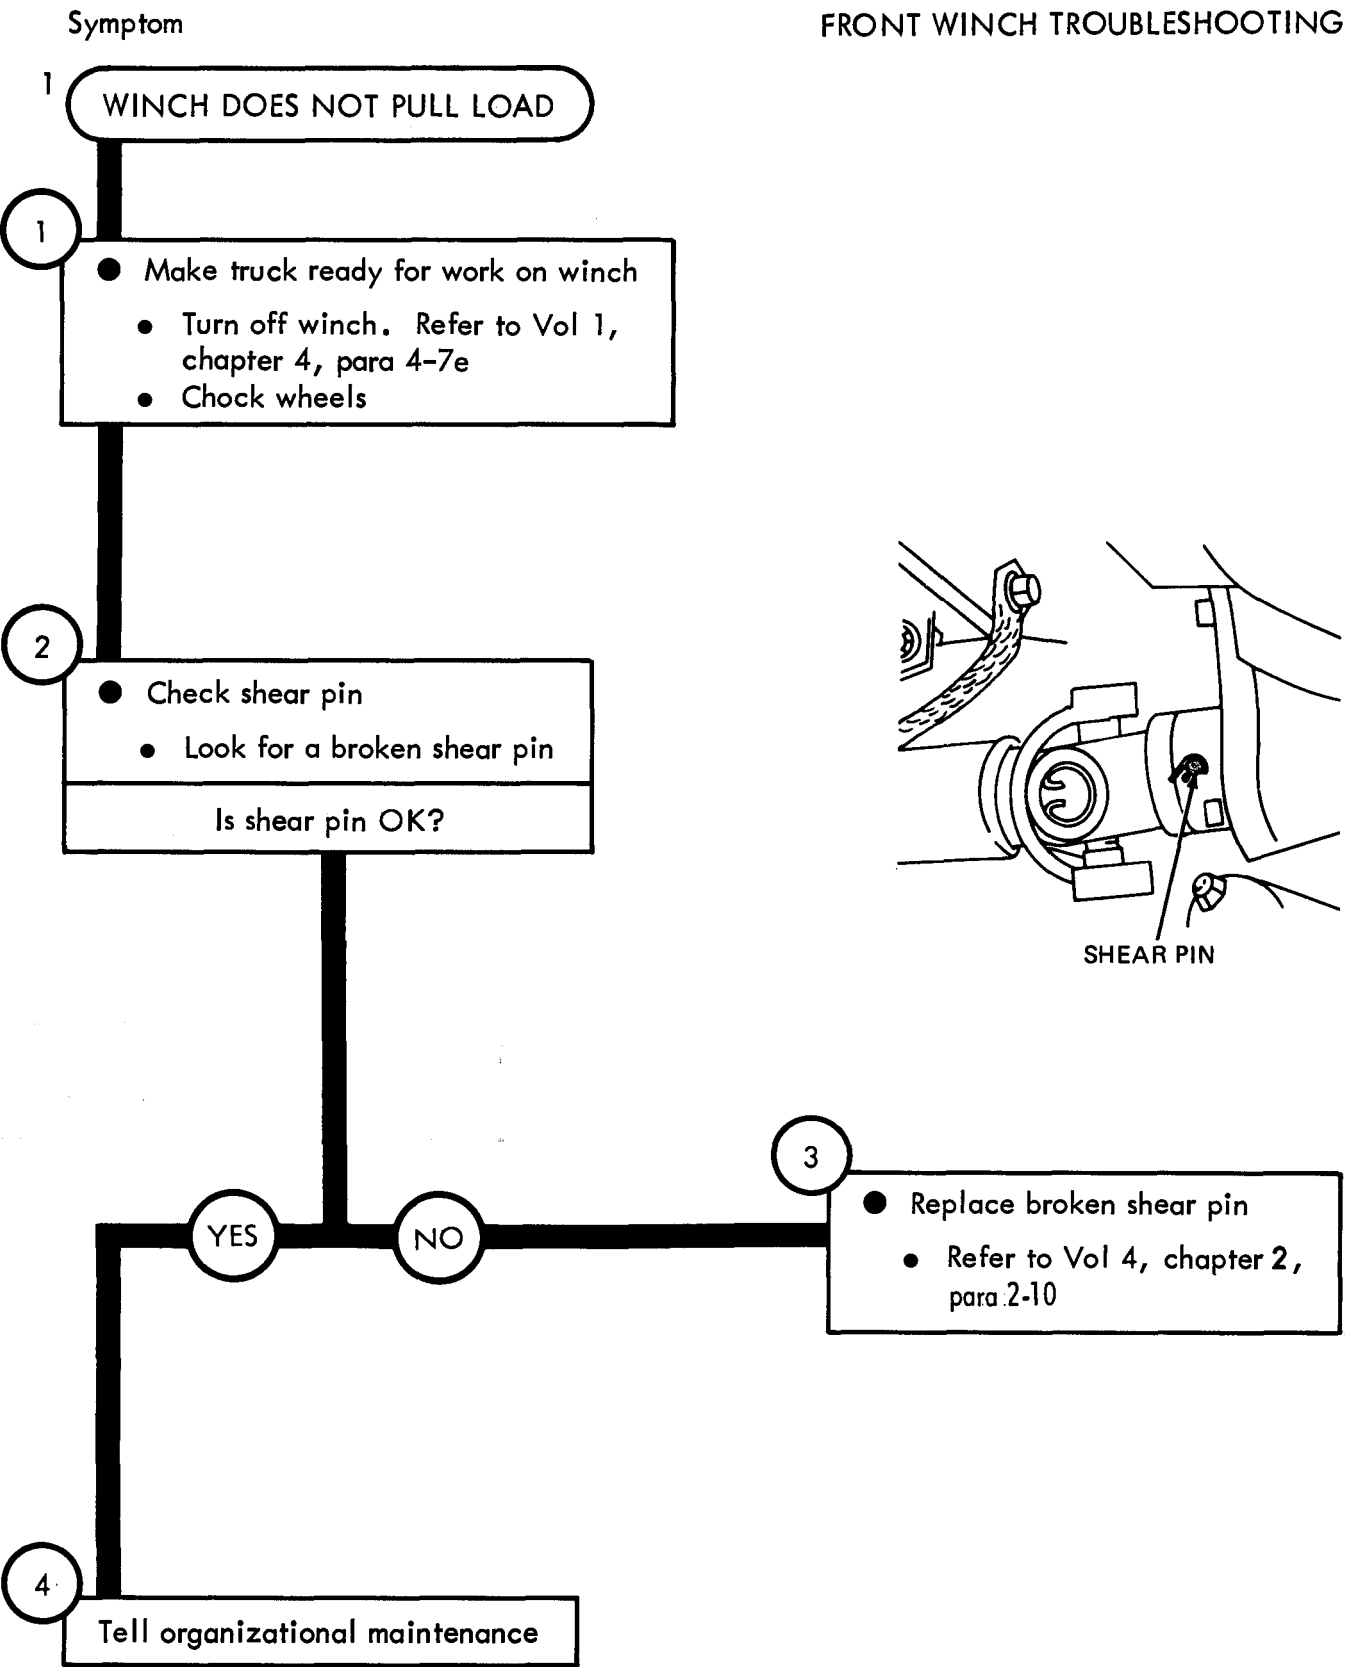 Symptom
FRONT WINCH TROUBLESHOOTING
1
WINCH DOES NOT PULL LOAD
1
● Make truck ready for work on winch
● Turn off winch. Refer to Vol 1,
chapter 4, para 4-7e
● Chock wheels
2
● Check shear pin
● Look for a broken shear pin
Is shear pin OK?
SHEAR PIN
YES
NO
3
● Replace broken shear pin
● Refer to Vol 4, chapter 2,
para 2-10
4
Tell organizational maintenance